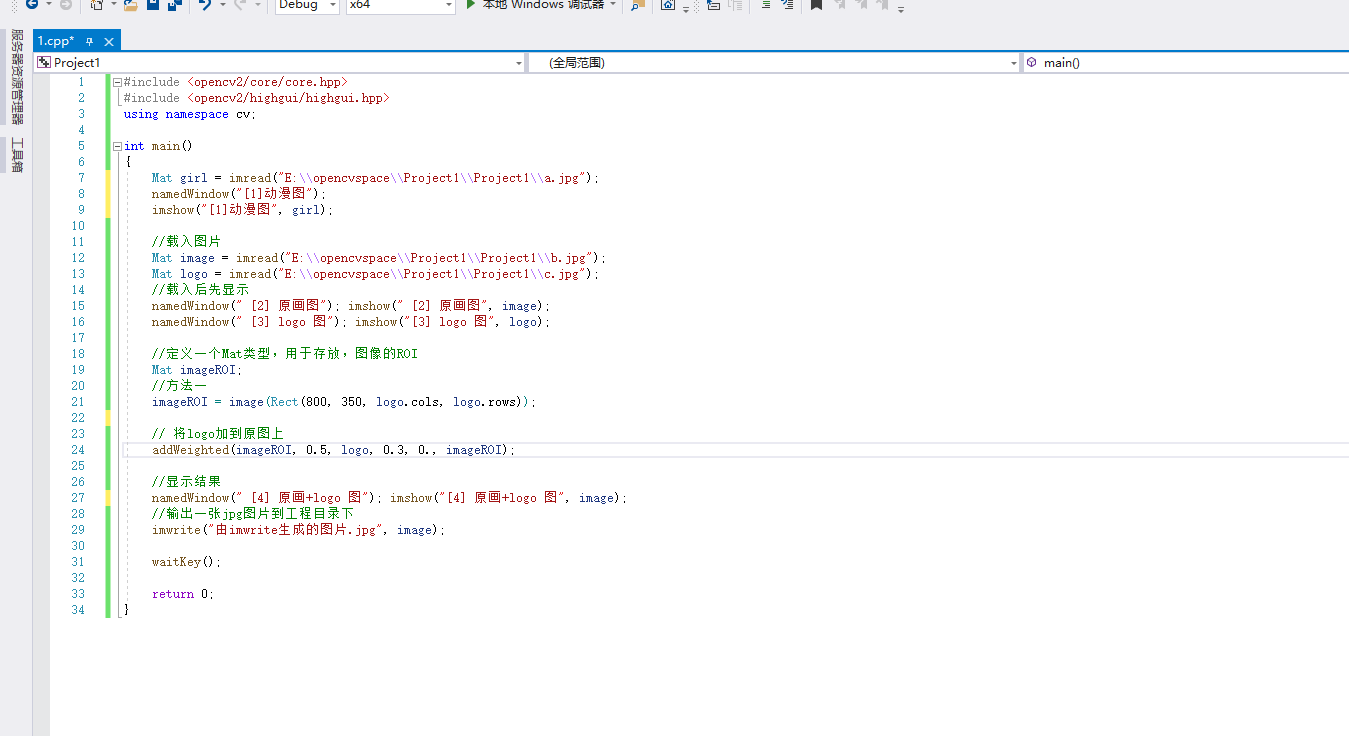 Debug x64 本地 Windows 调试器
服务器资源管理器
工具箱
1.cpp*
Project1 (全局范围) main()
1 #include <opencv2/core/core.hpp>
2 #include <opencv2/highgui/highgui.hpp>
3 using namespace cv;
4
5 int main()
6 {
7 Mat girl = imread("E:\\opencvspace\\Project1\\Project1\\a.jpg");
8 namedWindow("[1]动漫图");
9 imshow("[1]动漫图", girl);
10
11 //载入图片
12 Mat image = imread("E:\\opencvspace\\Project1\\Project1\\b.jpg");
13 Mat logo = imread("E:\\opencvspace\\Project1\\Project1\\c.jpg");
14 //载入后先显示
15 namedWindow(" [2] 原画图"); imshow(" [2] 原画图", image);
16 namedWindow(" [3] logo 图"); imshow("[3] logo 图", logo);
17
18 //定义一个Mat类型，用于存放，图像的ROI
19 Mat imageROI;
20 //方法一
21 imageROI = image(Rect(800, 350, logo.cols, logo.rows));
22
23 // 将logo加到原图上
24 addWeighted(imageROI, 0.5, logo, 0.3, 0., imageROI);
25
26 //显示结果
27 namedWindow(" [4] 原画+logo 图"); imshow("[4] 原画+logo 图", image);
28 //输出一张jpg图片到工程目录下
29 imwrite("由imwrite生成的图片.jpg", image);
30
31 waitKey();
32
33 return 0;
34 }